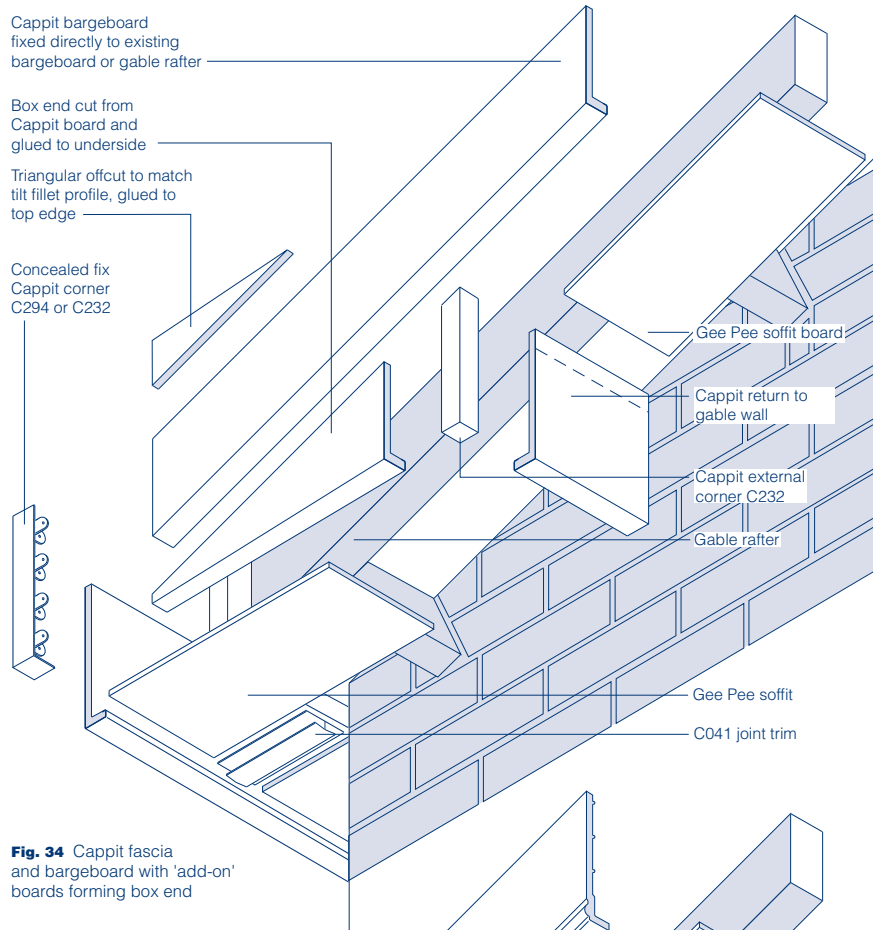 Cappit bargeboard
fixed directly to existing
bargeboard or gable rafter
Box end cut from
Cappit board and
glued to underside
Triangular offcut to match
tilt fillet profile, glued to
top edge
Concealed fix
Cappit corner
C294 or C232
Gee Pee soffit board
Cappit return to
gable wall
Cappit external
corner C232
Gable rafter
Gee Pee soffit
C041 joint trim
Fig. 34 Cappit fascia
and bargeboard with 'add-on'
boards forming box end